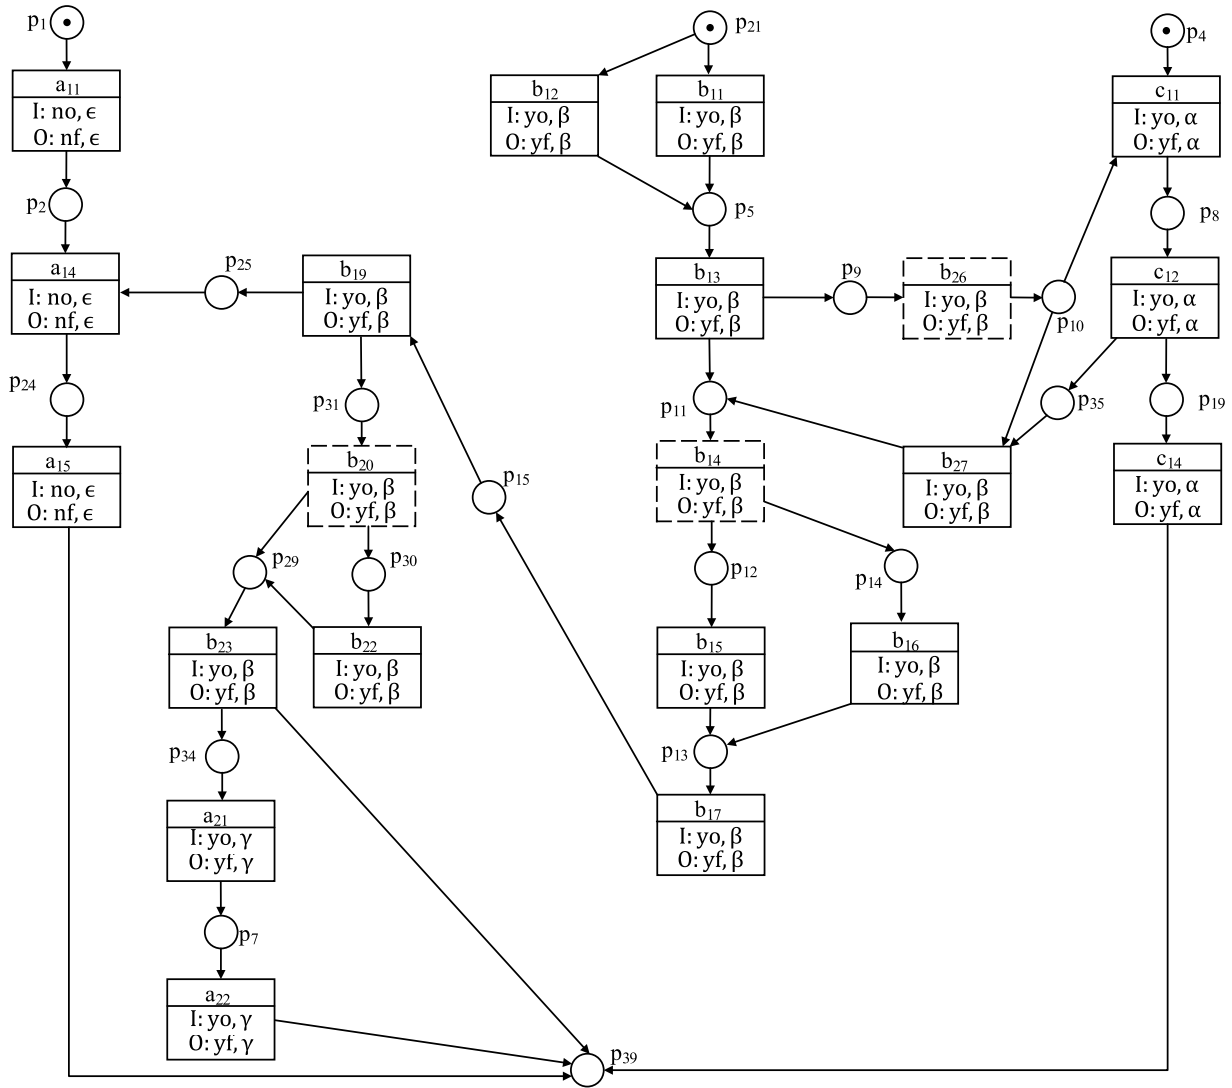 p₁
p₂₁
p₄
a₁₁
I: no, ϵ
O: nf, ϵ
b₁₂
I: yo, β
O: yf, β
b₁₁
I: yo, β
O: yf, β
c₁₁
I: yo, α
O: yf, α
p₂
p₅
p₈
a₁₄
I: no, ϵ
O: nf, ϵ
p₂₅
b₁₉
I: yo, β
O: yf, β
b₁₃
I: yo, β
O: yf, β
p₉
b₂₆
I: yo, β
O: yf, β
p₁₀
c₁₂
I: yo, α
O: yf, α
p₂₄
p₃₁
p₁₁
p₃₅
p₁₉
a₁₅
I: no, ϵ
O: nf, ϵ
b₂₀
I: yo, β
O: yf, β
p₁₅
b₁₄
I: yo, β
O: yf, β
b₂₇
I: yo, β
O: yf, β
c₁₄
I: yo, α
O: yf, α
p₂₉
p₃₀
p₁₂
p₁₄
b₂₃
I: yo, β
O: yf, β
b₂₂
I: yo, β
O: yf, β
b₁₅
I: yo, β
O: yf, β
b₁₆
I: yo, β
O: yf, β
p₃₄
p₁₃
a₂₁
I: yo, γ
O: yf, γ
b₁₇
I: yo, β
O: yf, β
p₇
a₂₂
I: yo, γ
O: yf, γ
p₃₉